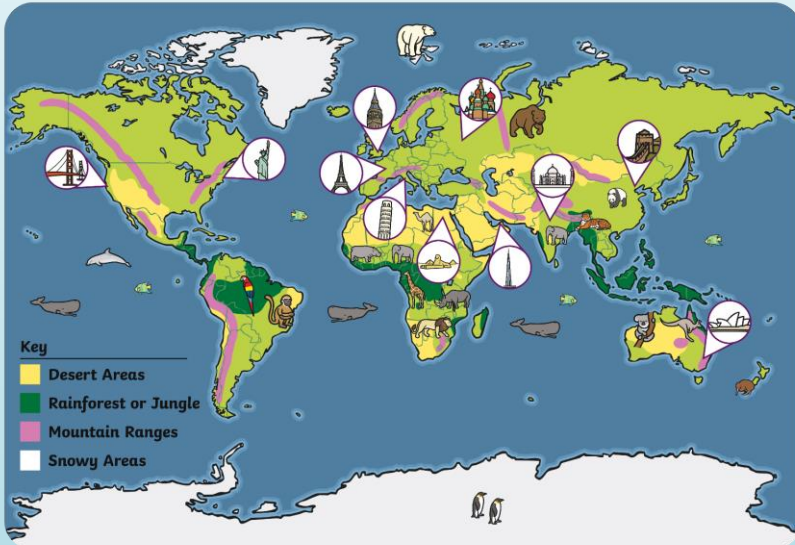 Key
Desert Areas
Rainforest or Jungle
Mountain Ranges
Snowy Areas